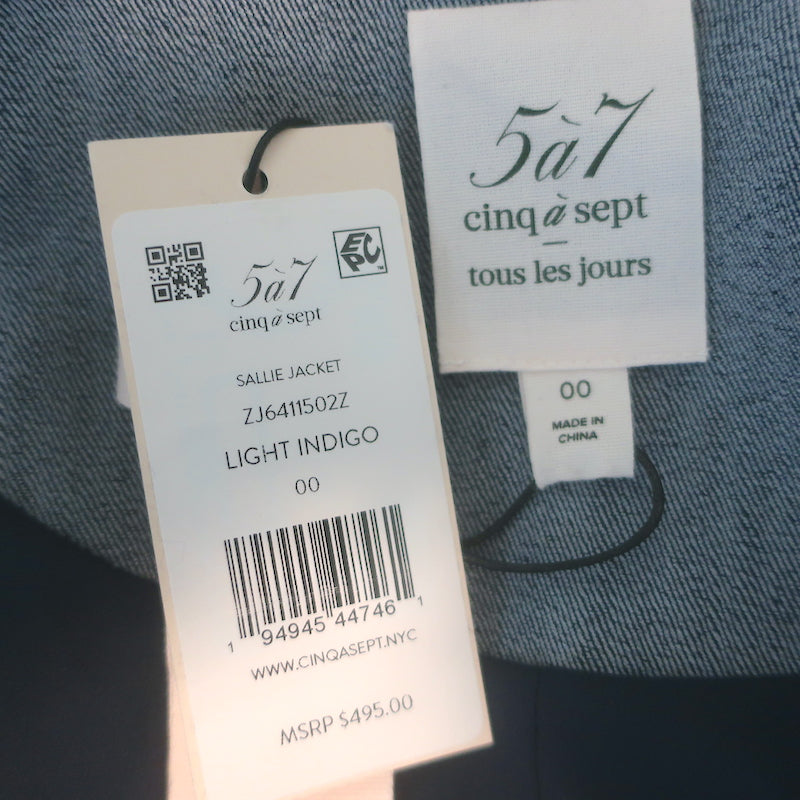 5à7
cinq à sept
SALLIE JACKET
ZJ6411502Z
LIGHT INDIGO
00
1 94945 44746 1
WWW.CINQASEPT.NYC
MSRP $495.00
EPC™
5à7
cinq à sept
tous les jours
00
MADE IN
CHINA